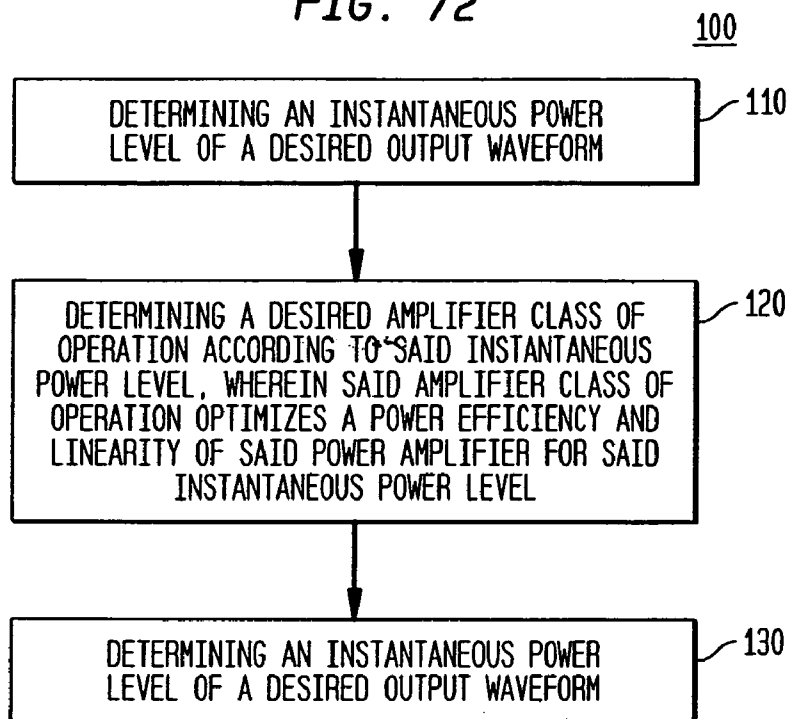 FIG. 72
100
DETERMINING AN INSTANTANEOUS POWER
LEVEL OF A DESIRED OUTPUT WAVEFORM
110
DETERMINING A DESIRED AMPLIFIER CLASS OF
OPERATION ACCORDING TO SAID INSTANTANEOUS
POWER LEVEL, WHEREIN SAID AMPLIFIER CLASS OF
OPERATION OPTIMIZES A POWER EFFICIENCY AND
LINEARITY OF SAID POWER AMPLIFIER FOR SAID
INSTANTANEOUS POWER LEVEL
120
DETERMINING AN INSTANTANEOUS POWER
LEVEL OF A DESIRED OUTPUT WAVEFORM
130